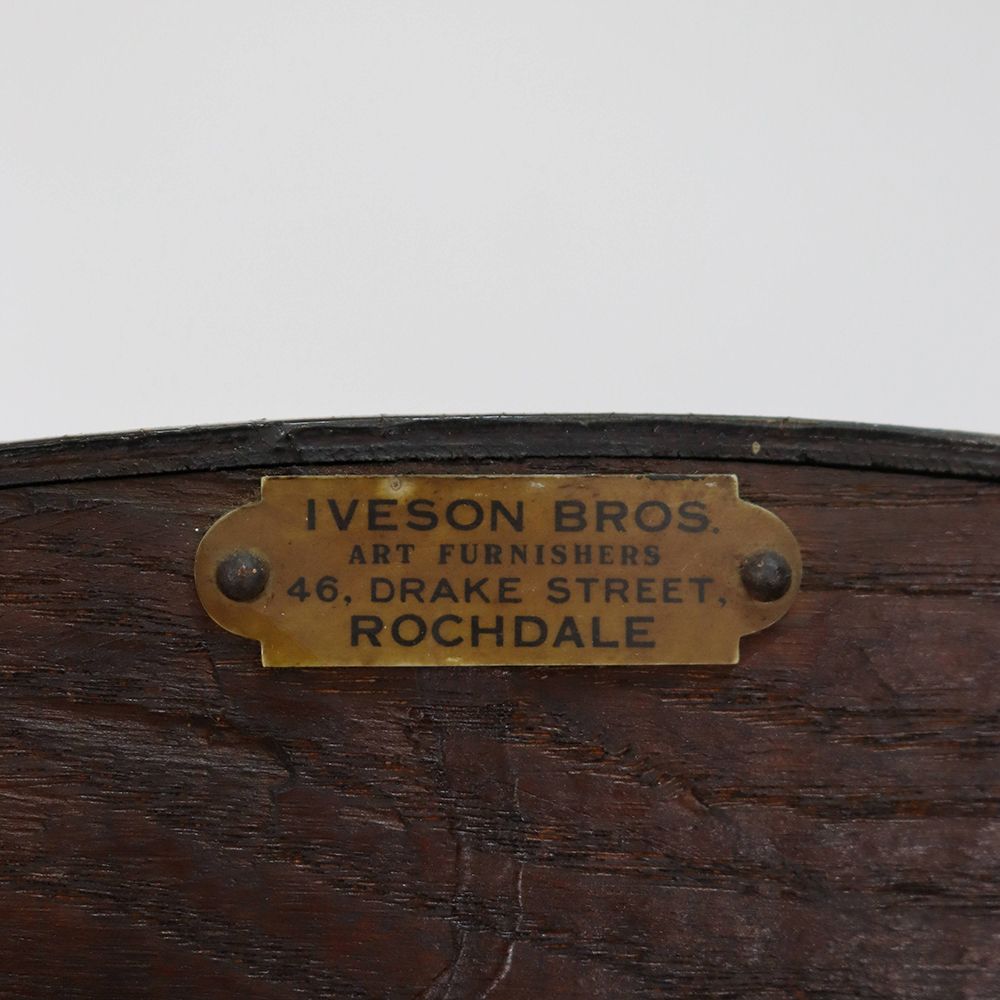 IVESON BROS.
ART FURNISHERS
46, DRAKE STREET,
ROCHDALE